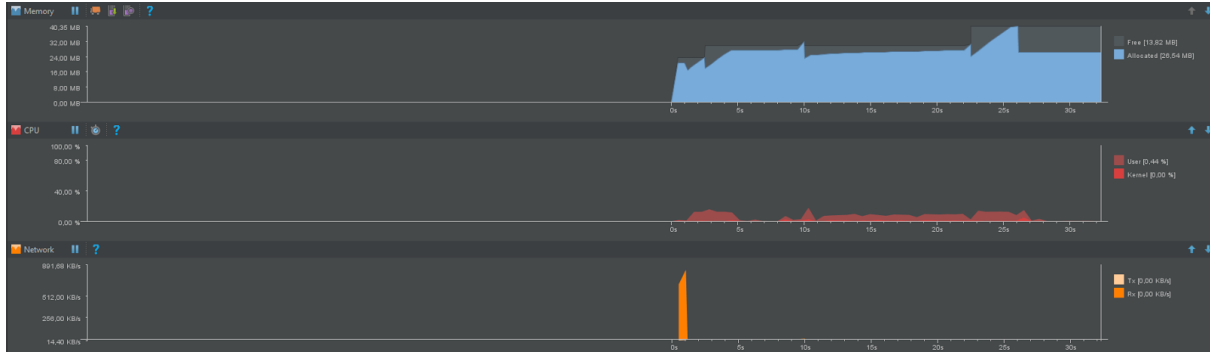 Memory ?
40,35 MB
32,00 MB
24,00 MB
16,00 MB
8,00 MB
0,00 MB
Free [13,82 MB]
Allocated [26,54 MB]
0s 5s 10s 15s 20s 25s 30s
CPU ?
100,00 %
80,00 %
40,00 %
0,00 %
User [0,44 %]
Kernel [0,00 %]
0s 5s 10s 15s 20s 25s 30s
Network ?
891,68 KB/s
512,00 KB/s
256,00 KB/s
14,40 KB/s
Tx [0,00 KB/s]
Rx [0,00 KB/s]
0s 5s 10s 15s 20s 25s 30s